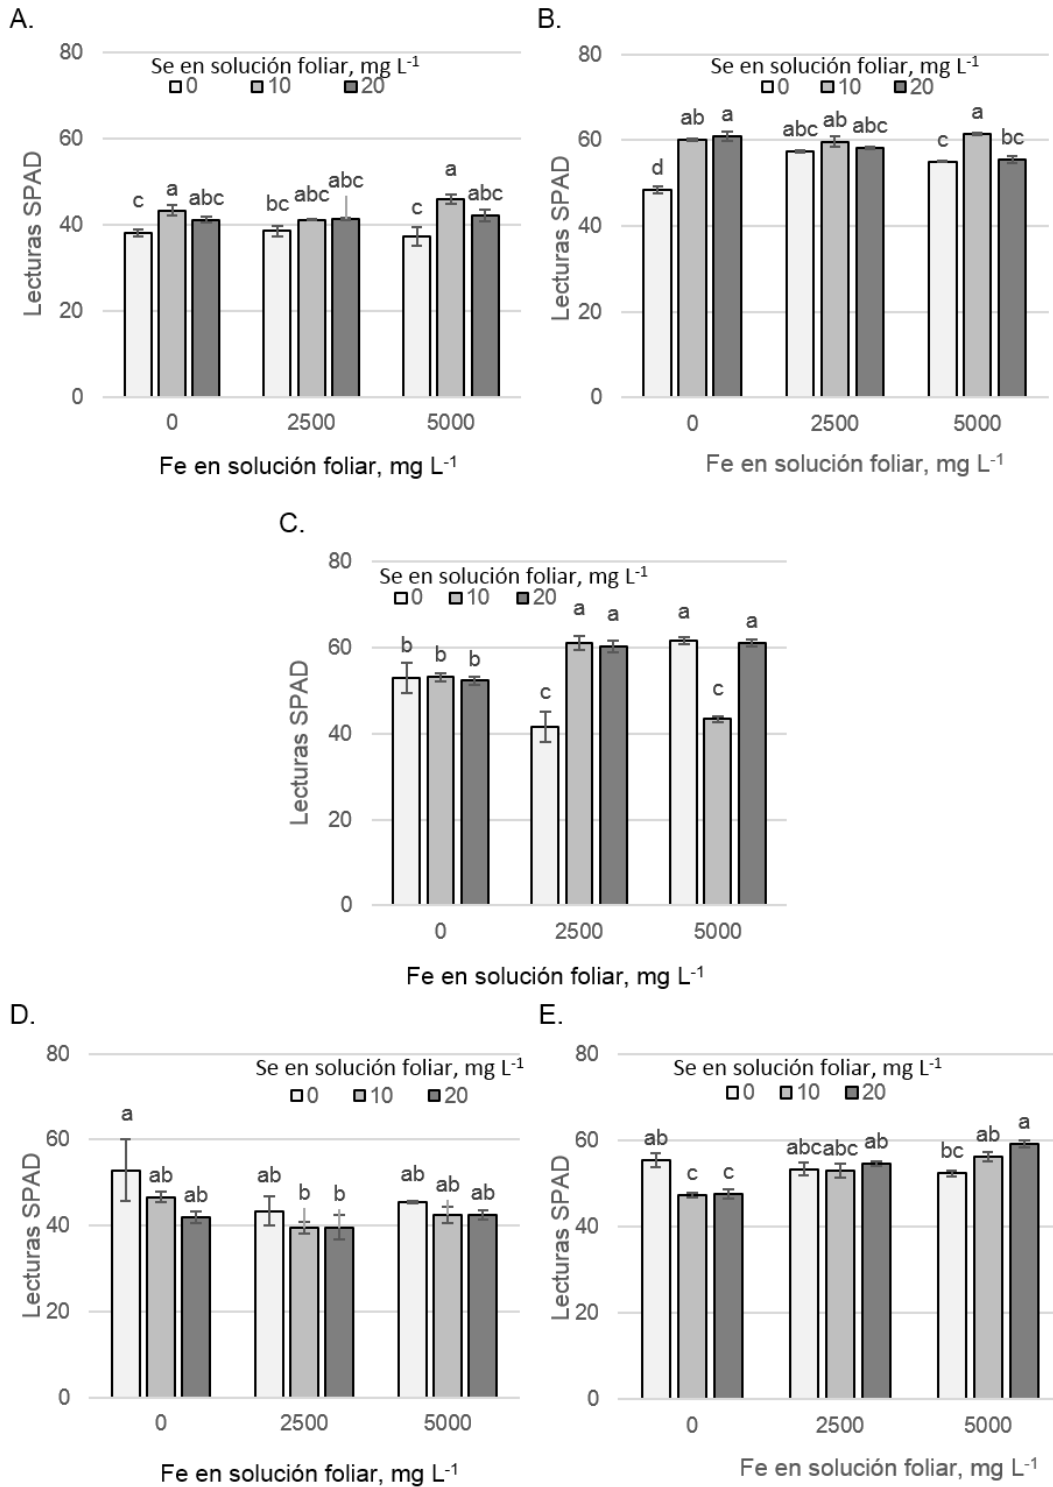 A.
Lecturas SPAD
80
60
40
20
0
Se en solución foliar, mg L-1
0 10 20
c a abc
bc abc abc
c a abc
0 2500 5000
Fe en solución foliar, mg L-1
B.
Lecturas SPAD
80
60
40
20
0
Se en solución foliar, mg L-1
0 10 20
d ab a
abc ab abc
c a bc
0 2500 5000
Fe en solución foliar, mg L-1
C.
Lecturas SPAD
80
60
40
20
0
Se en solución foliar, mg L-1
0 10 20
b b b
c a a
a c a
0 2500 5000
Fe en solución foliar, mg L-1
D.
Lecturas SPAD
80
60
40
20
0
Se en solución foliar, mg L-1
0 10 20
a ab ab
ab b b
ab ab ab
0 2500 5000
Fe en solución foliar, mg L-1
E.
Lecturas SPAD
80
60
40
20
0
Se en solución foliar, mg L-1
0 10 20
ab c c
abc abc ab
bc ab a
0 2500 5000
Fe en solución foliar, mg L-1